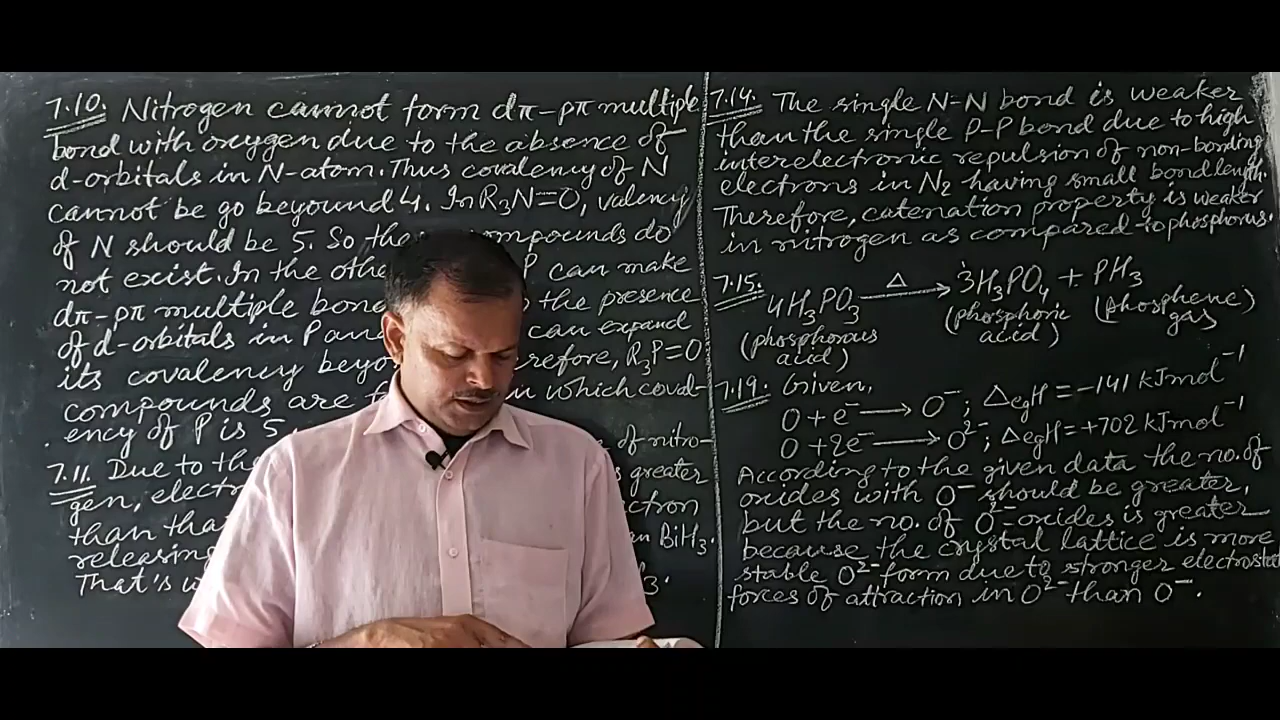 7.10. Nitrogen cannot form dπ-pπ multiple
bond with oxygen due to the absence of
d-orbitals in N-atom. Thus covalency of N
cannot be go beyound 4. In R₃N=O, valency
of N should be 5. So the compounds do
not exist. In the othe P can make
dπ-pπ multiple bon the presence
of d-orbitals in P and can expand
its covalency beyo erefore, R₃P=O
compounds are in which coval-
ency of P is 5.
7.11. Due to the of nitro-
gen, electr greater
than tha ctron
releasing an BiH₃.
That's w 3.
7.14. The single N-N bond is weaker
than the single P-P bond due to high
interelectronic repulsion of non-bonding
electrons in N₂ having small bond length.
Therefore, catenation property is weaker
in nitrogen as compared to phosphorus.
7.15. 4H₃PO₃ —Δ→ 3H₃PO₄ + PH₃
(phosphorous acid) (phosphoric acid) (phosphene) gas
7.19. Given,
O + e⁻ → O⁻; ΔegH = -141 kJmol⁻¹
O + 2e⁻ → O²⁻; ΔegH = +702 kJmol⁻¹
According to the given data the no. of
oxides with O⁻ should be greater,
but the no. of O²⁻ oxides is greater
because the crystal lattice is more
stable O²⁻ form due to stronger electrosta
forces of attraction in O²⁻ than O⁻.